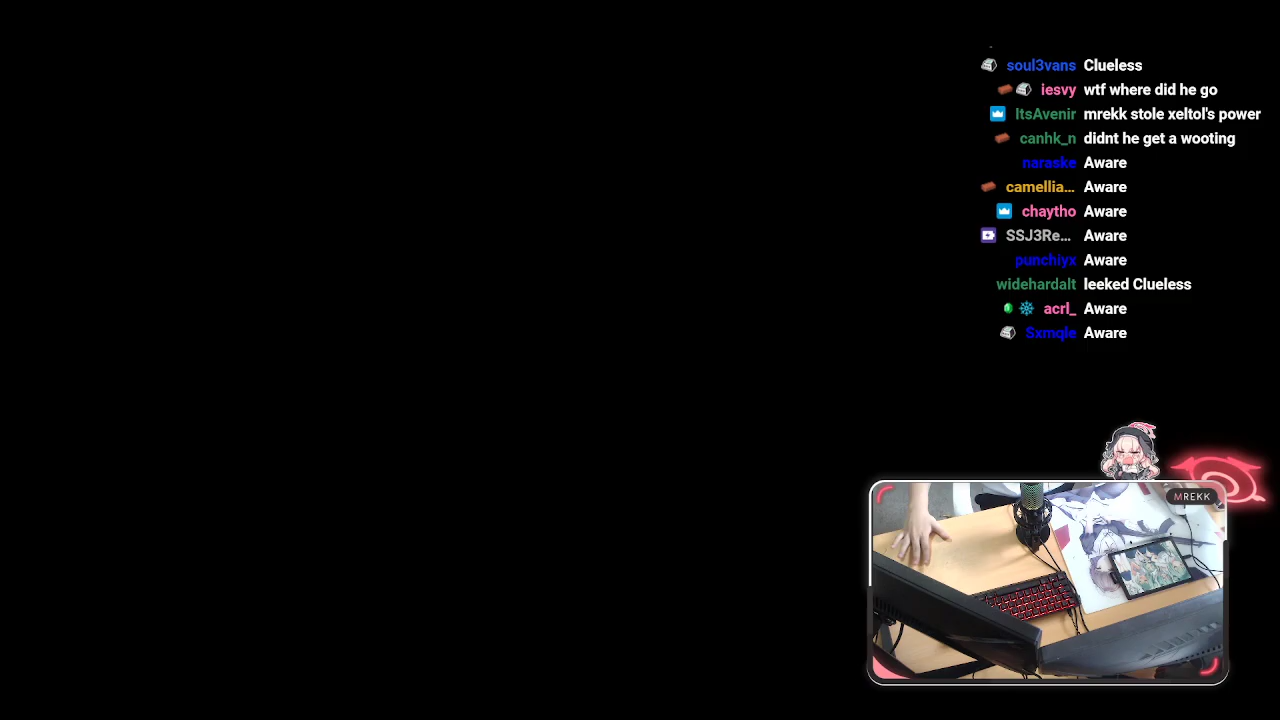 soul3vans Clueless
iesvy wtf where did he go
ItsAvenir mrekk stole xeltol's power
canhk_n didnt he get a wooting
naraske Aware
camellia... Aware
chaytho Aware
SSJ3Re... Aware
punchiyx Aware
widehardalt leeked Clueless
acrl_ Aware
Sxmqle Aware
MREKK